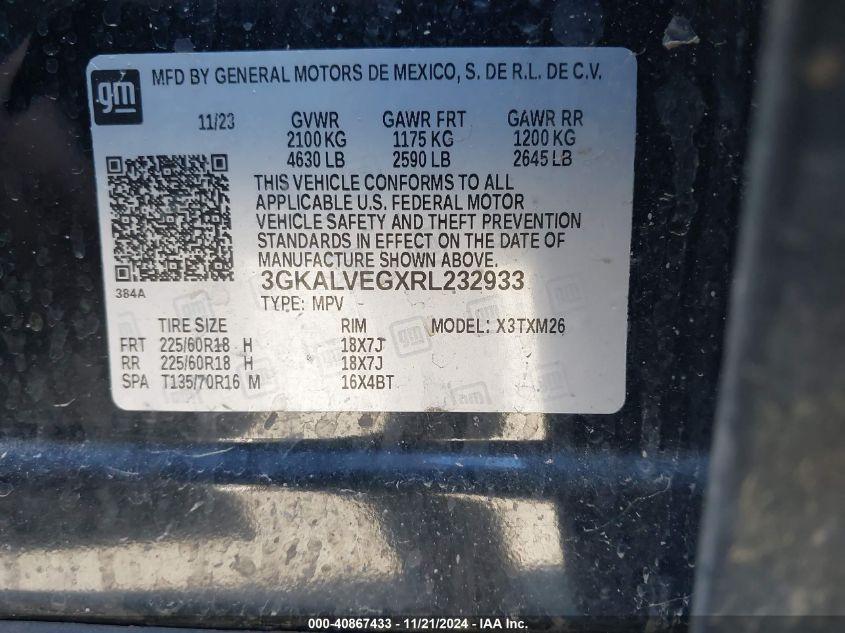 gm MFD BY GENERAL MOTORS DE MEXICO, S. DE R.L. DE C.V.
11/23 GVWR GAWR FRT GAWR RR
2100 KG 1175 KG 1200 KG
4630 LB 2590 LB 2645 LB
THIS VEHICLE CONFORMS TO ALL
APPLICABLE U.S. FEDERAL MOTOR
VEHICLE SAFETY AND THEFT PREVENTION
STANDARDS IN EFFECT ON THE DATE OF
MANUFACTURE SHOWN ABOVE.
3GKALVEGXRL232933
384A
TYPE: MPV
TIRE SIZE RIM MODEL: X3TXM26
FRT 225/60R18 H 18X7J
RR 225/60R18 H 18X7J
SPA T135/70R16 M 16X4BT
000-40867433 - 11/21/2024 - IAA Inc.